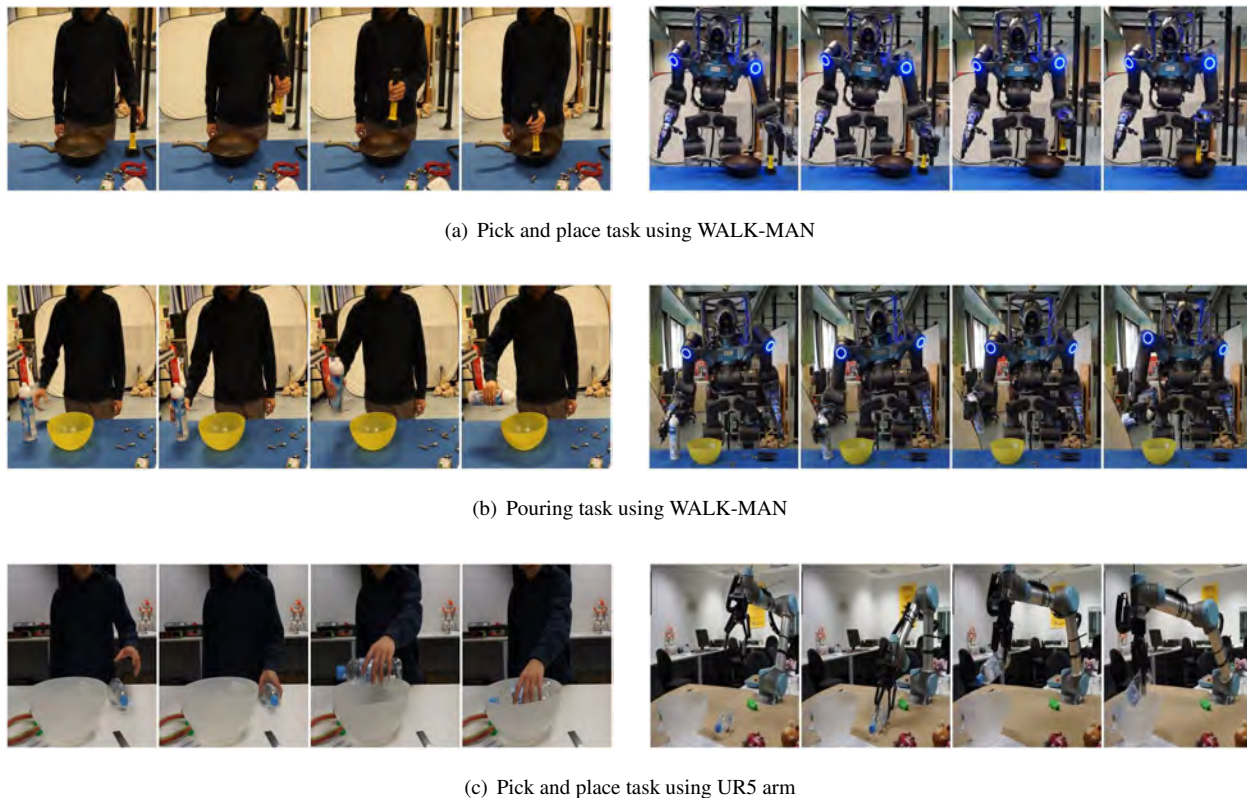 (a) Pick and place task using WALK-MAN
(b) Pouring task using WALK-MAN
(c) Pick and place task using UR5 arm